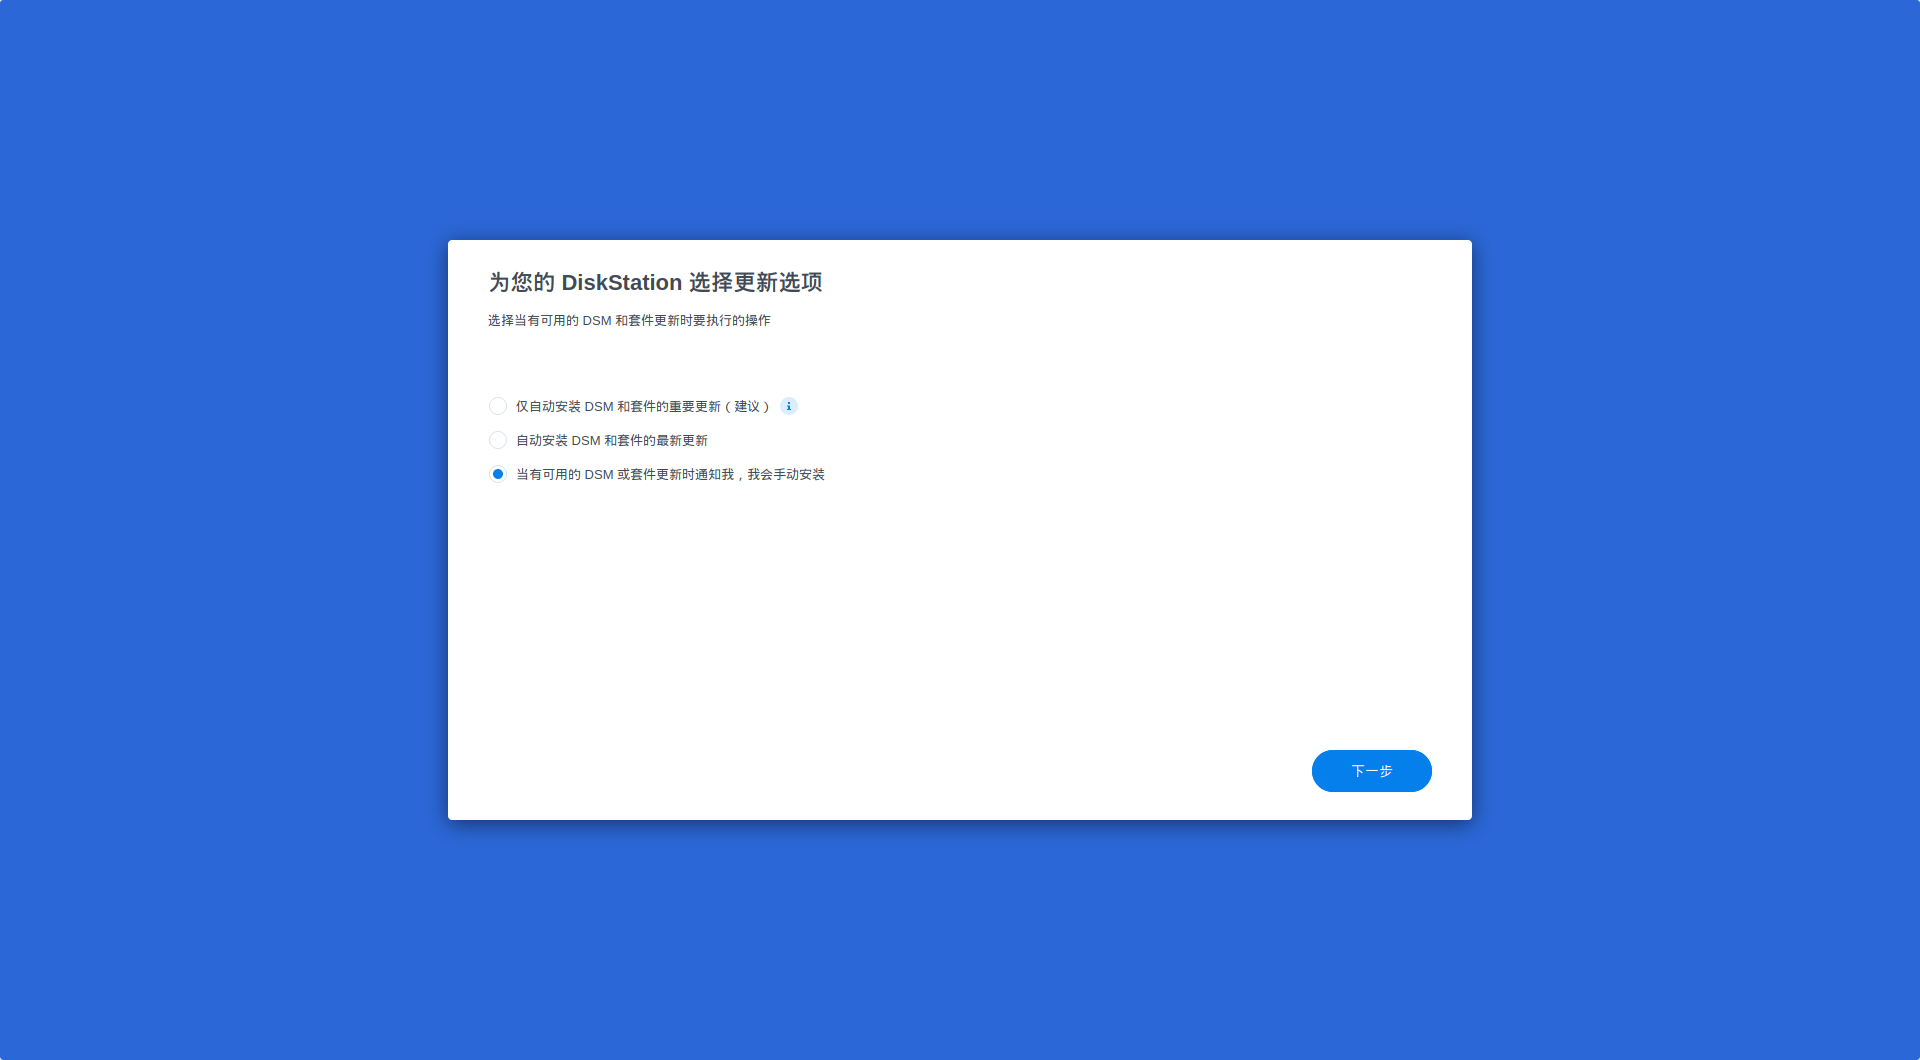 为您的 DiskStation 选择更新选项
选择当有可用的 DSM 和套件更新时要执行的操作
仅自动安装 DSM 和套件的重要更新（建议）
自动安装 DSM 和套件的最新更新
当有可用的 DSM 或套件更新时通知我，我会手动安装
下一步